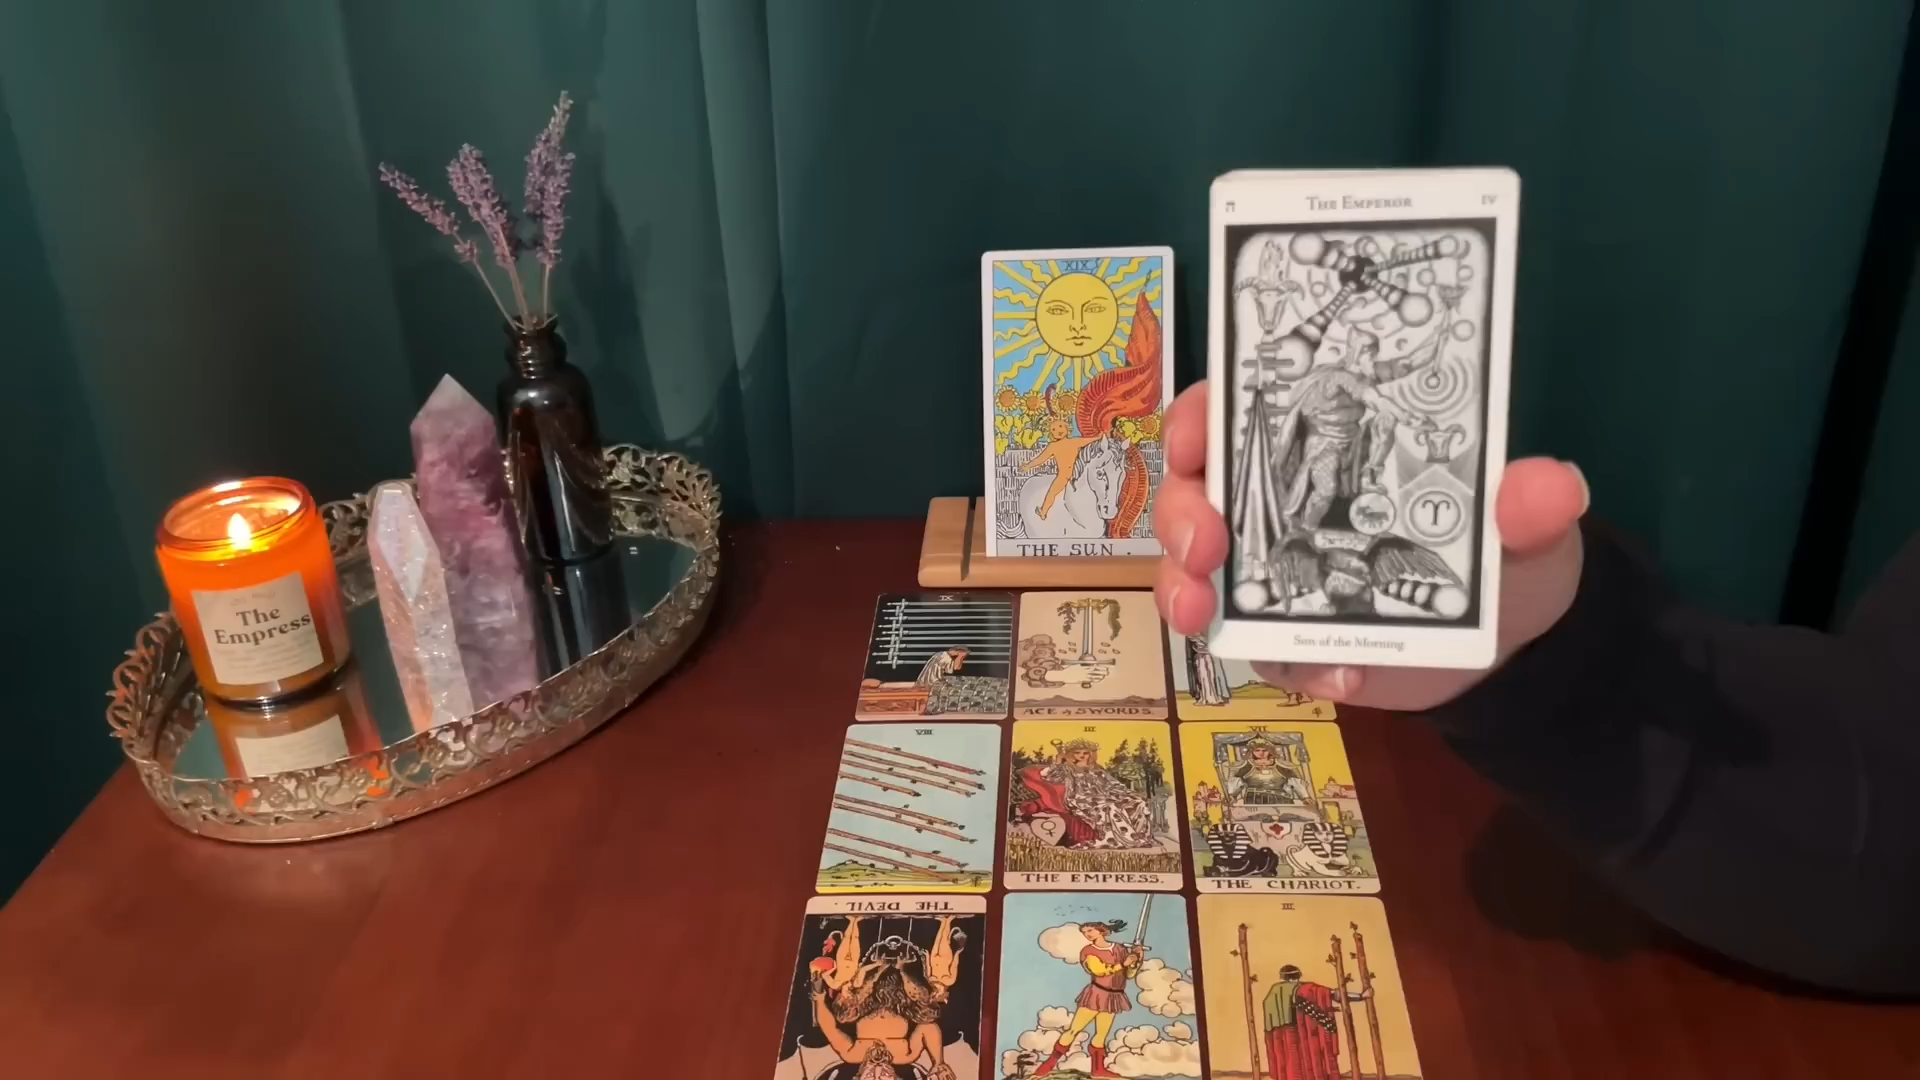 The
Empress
XIX
THE SUN.
THE EMPEROR
IV
Sun of the Morning
IX
ACE of SWORDS.
VIII
III
THE EMPRESS.
VII
THE CHARIOT.
THE DEVIL.
III